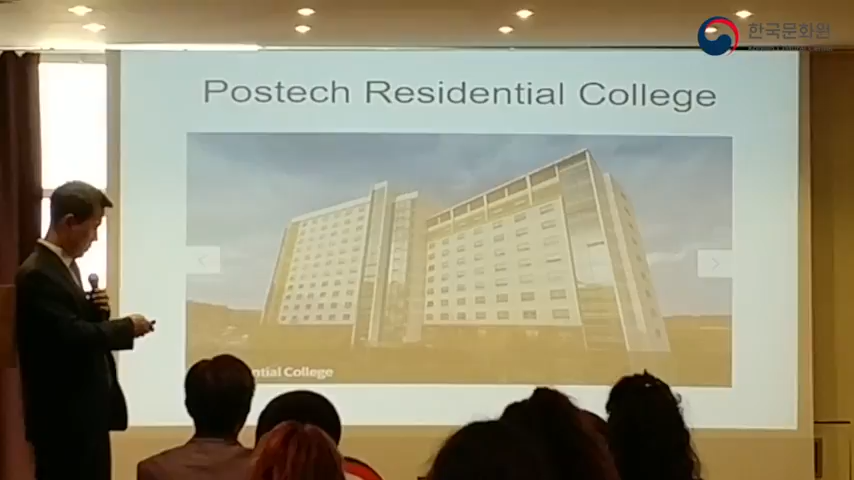 한국문화원
Postech Residential College
ntial College